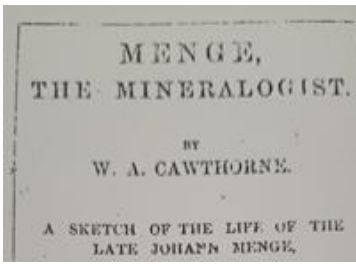 MENGE,
THE MINERALOGIST.
BY
W. A. CAWTHORNE.
A SKETCH OF THE LIFE OF THE
LATE JOHANN MENGE,